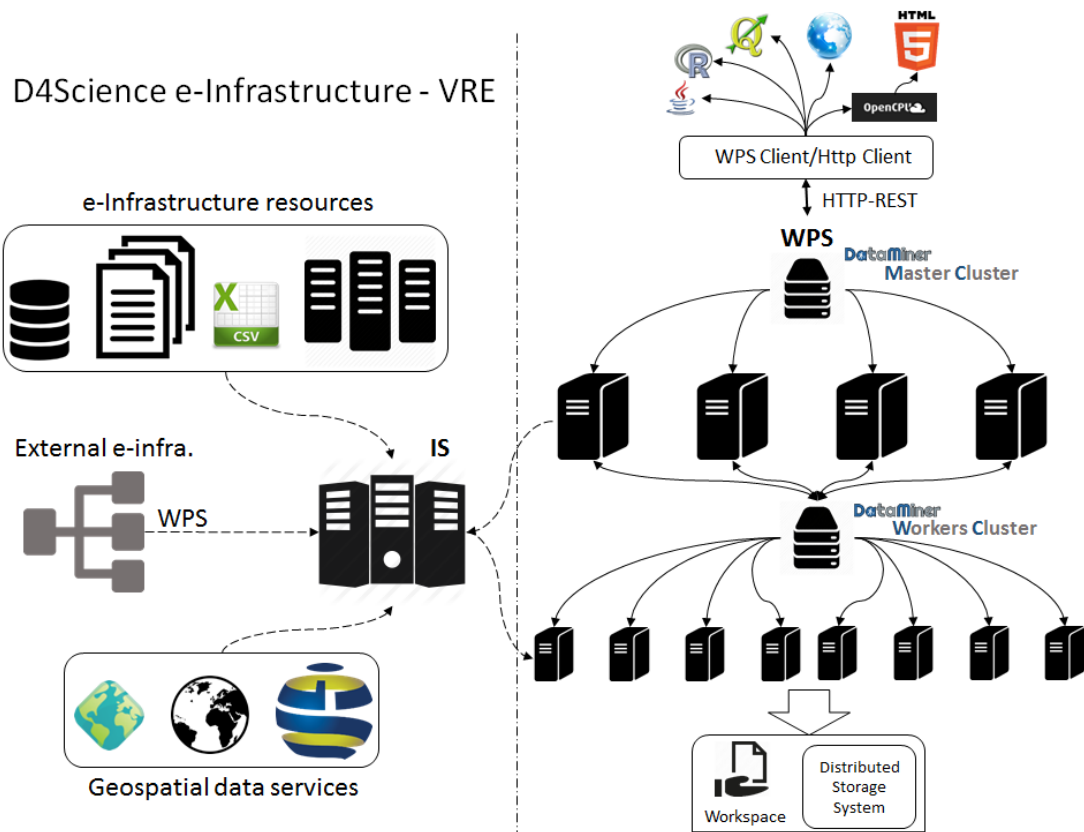 D4Science e-Infrastructure - VRE
e-Infrastructure resources
X
CSV
External e-infra.
WPS
IS
Geospatial data services
HTML
5
R
Java
OpenCPU
WPS Client/Http Client
HTTP-REST
WPS
DataMiner
Master Cluster
DataMiner
Workers Cluster
Workspace
Distributed
Storage
System